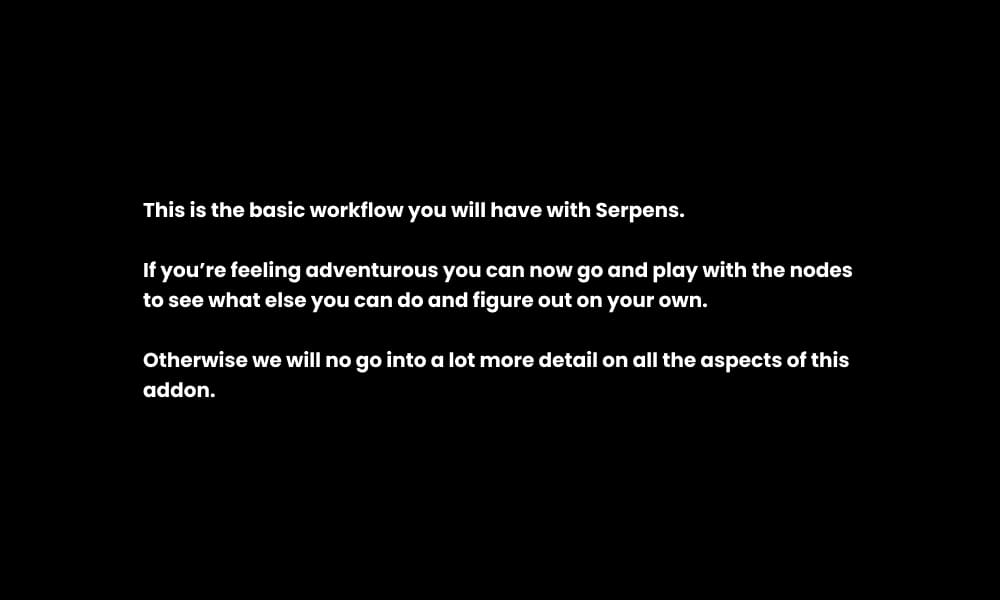 This is the basic workflow you will have with Serpens.
If you’re feeling adventurous you can now go and play with the nodes
to see what else you can do and figure out on your own.
Otherwise we will no go into a lot more detail on all the aspects of this
addon.